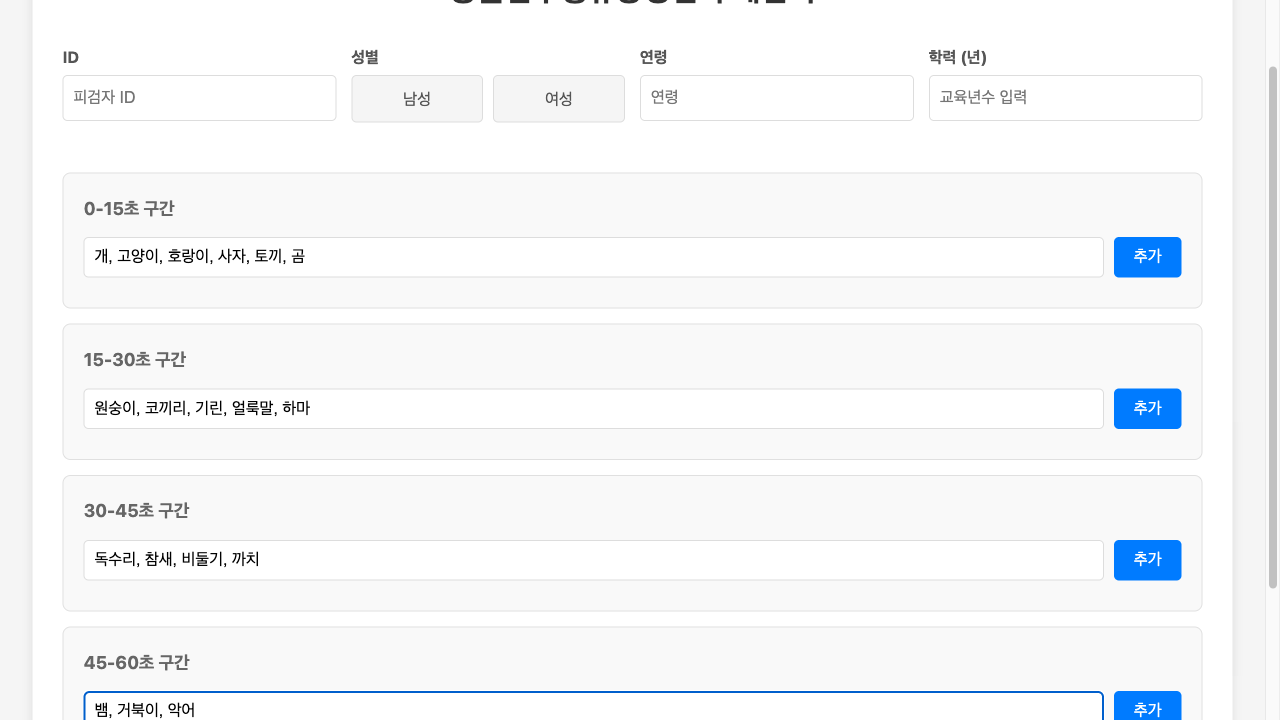 ID
성별
연령
학력 (년)
피검자 ID
남성
여성
연령
교육년수 입력
0-15초 구간
개, 고양이, 호랑이, 사자, 토끼, 곰
추가
15-30초 구간
원숭이, 코끼리, 기린, 얼룩말, 하마
추가
30-45초 구간
독수리, 참새, 비둘기, 까치
추가
45-60초 구간
뱀, 거북이, 악어
추가